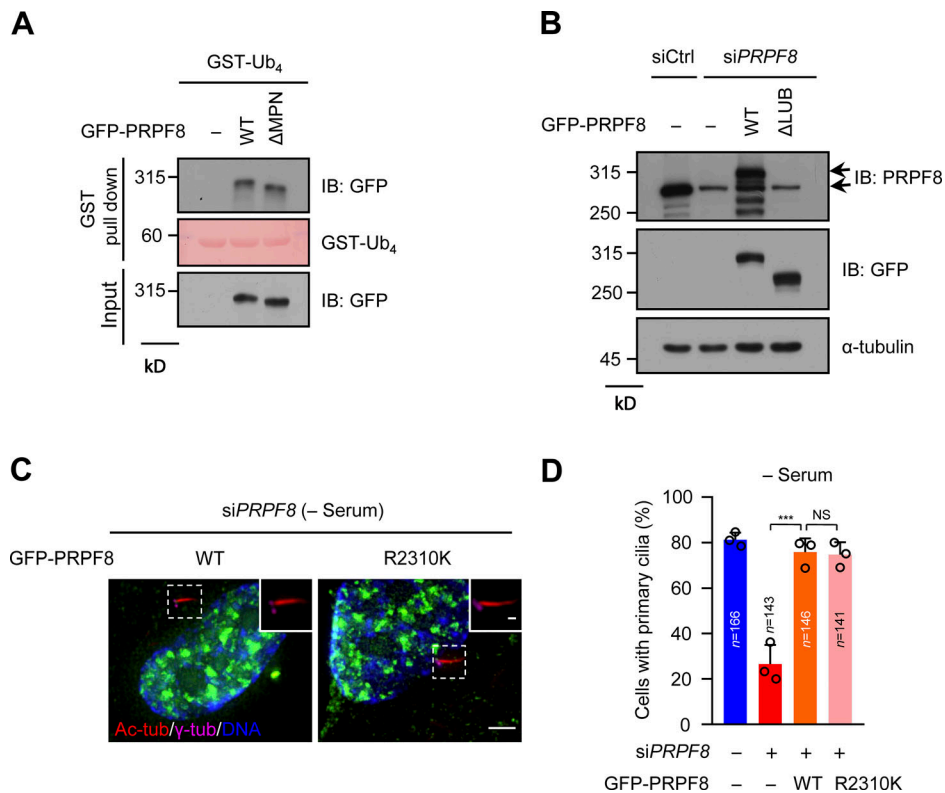 A
GST-Ub4
GFP-PRPF8
–
WT
ΔMPN
GST
pull down
315
IB: GFP
60
GST-Ub4
Input
315
IB: GFP
kD
B
siCtrl
siPRPF8
GFP-PRPF8
–
–
WT
ΔLUB
315
250
IB: PRPF8
250
IB: GFP
45
α-tubulin
kD
C
siPRPF8 (– Serum)
GFP-PRPF8
WT
R2310K
Ac-tub/γ-tub/DNA
D
– Serum
Cells with primary cilia (%)
100
80
60
40
20
0
***
NS
n=166
n=143
n=146
n=141
siPRPF8 – + + +
GFP-PRPF8 – – WT R2310K